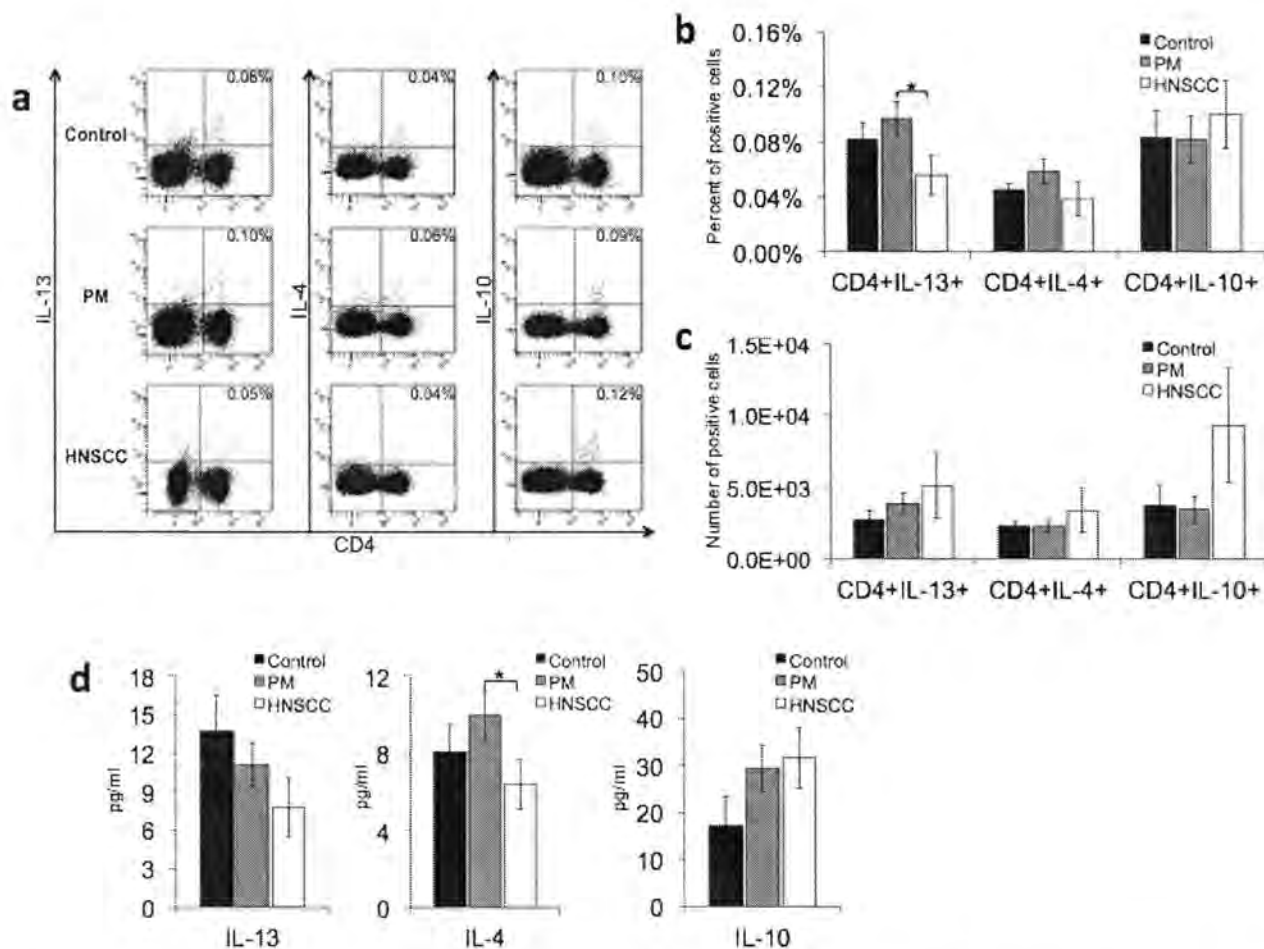 a
IL-13
IL-4
IL-10
Control
0.08%
0.04%
0.10%
PM
0.10%
0.06%
0.09%
HNSCC
0.05%
0.04%
0.12%
CD4
b
Percent of positive cells
0.16%
0.12%
0.08%
0.04%
0.00%
Control
PM
HNSCC
*
CD4+IL-13+ CD4+IL-4+ CD4+IL-10+
c
Number of positive cells
1.5E+04
1.0E+04
5.0E+03
0.0E+00
Control
PM
HNSCC
CD4+IL-13+ CD4+IL-4+ CD4+IL-10+
d
pg/ml
18
15
12
9
6
3
0
Control
PM
HNSCC
IL-13
pg/ml
12
8
4
0
Control
PM
HNSCC
*
IL-4
pg/ml
50
40
30
20
10
0
Control
PM
HNSCC
IL-10